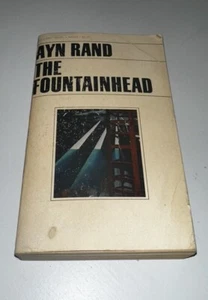 AYN RAND
THE
FOUNTAINHEAD